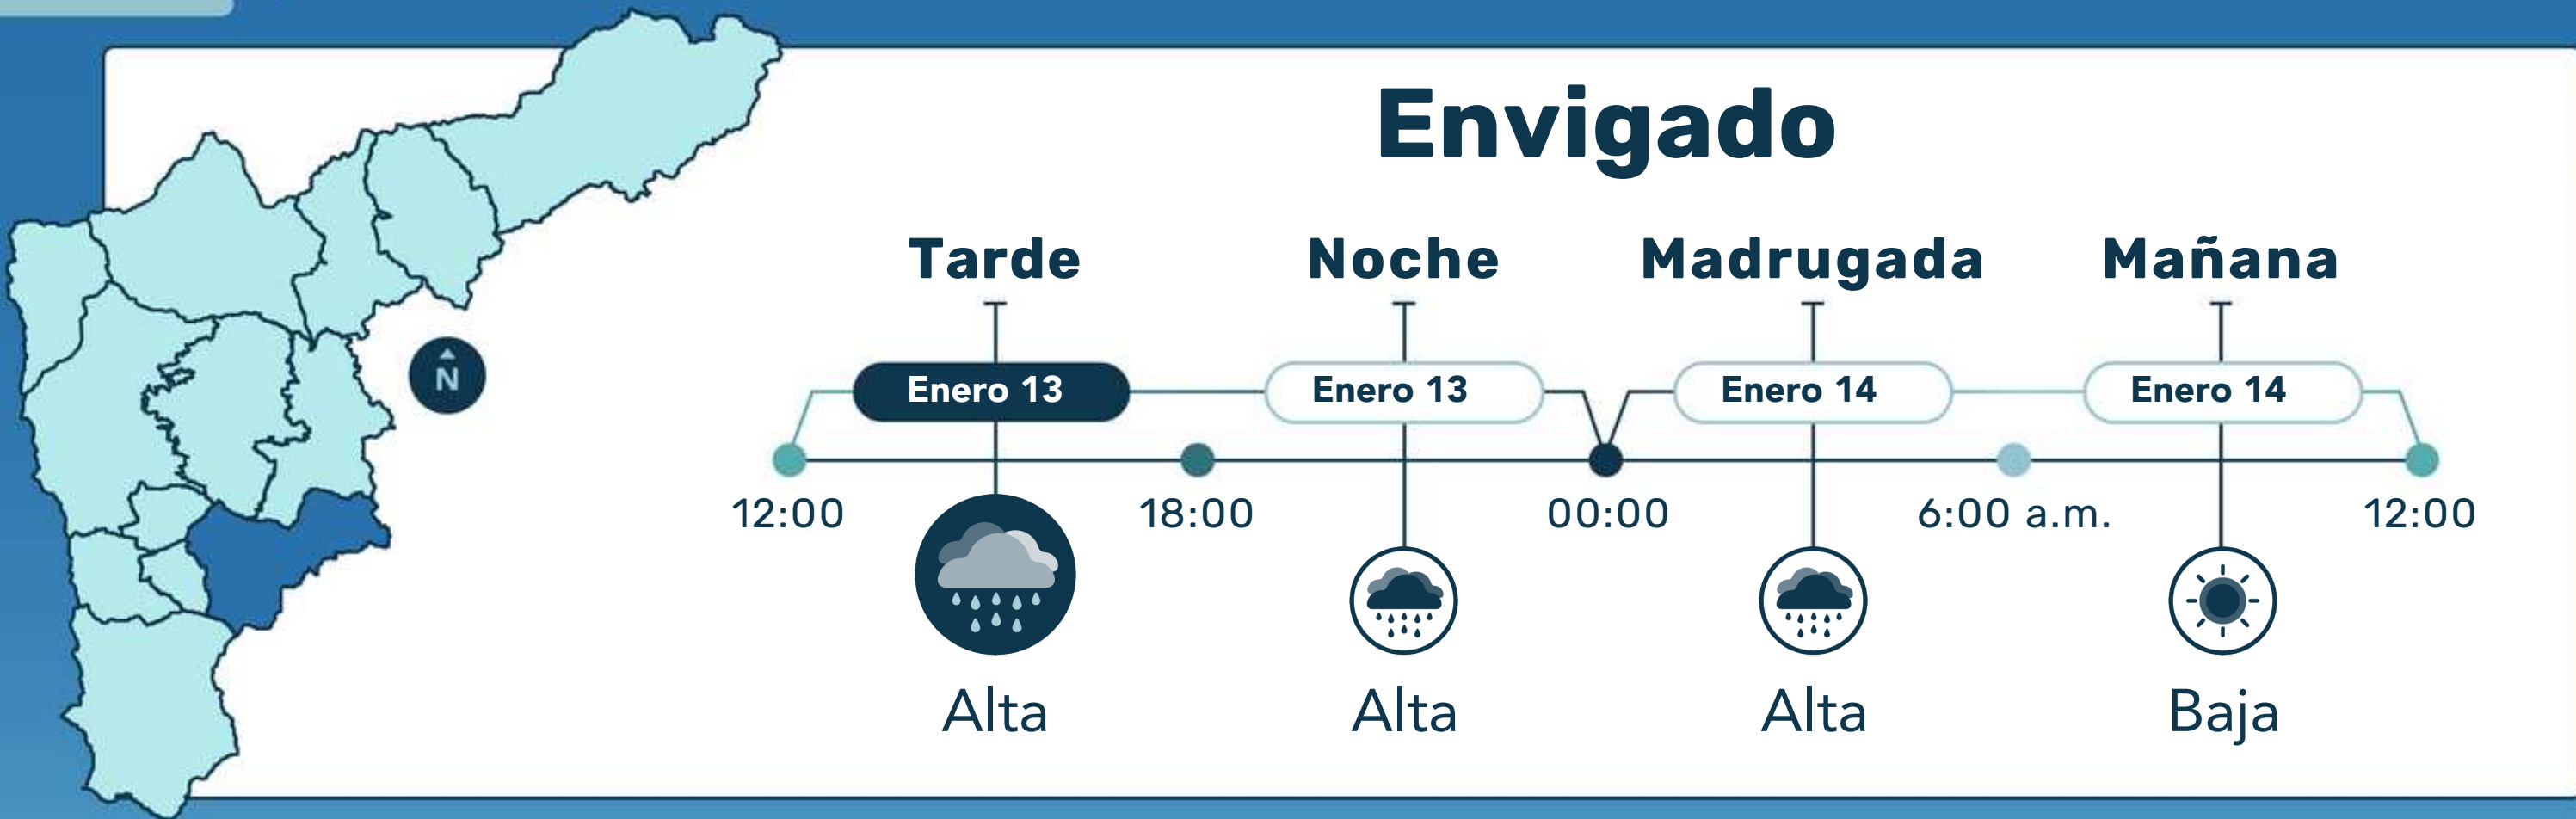 Envigado
Tarde Noche Madrugada Mañana
N
Enero 13 Enero 13 Enero 14 Enero 14
12:00 18:00 00:00 6:00 a.m. 12:00
Alta Alta Alta Baja